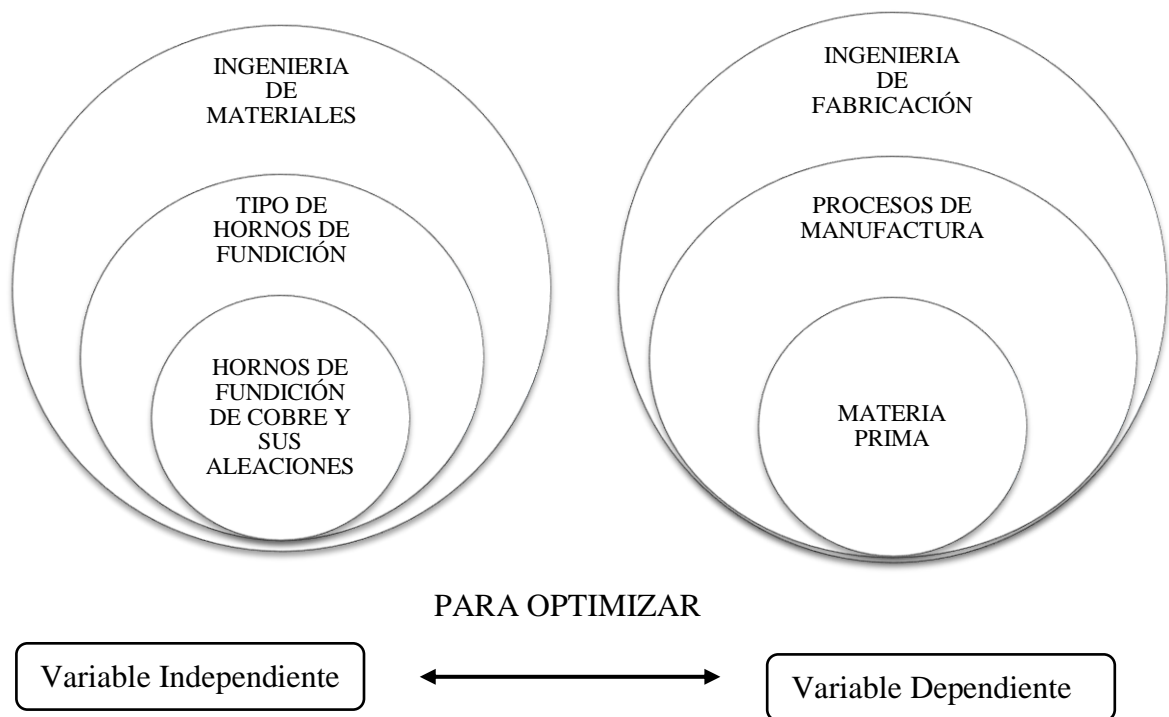 INGENIERIA
DE
MATERIALES
TIPO DE
HORNOS DE
FUNDICIÓN
HORNOS DE
FUNDICIÓN
DE COBRE Y
SUS
ALEACIONES
INGENIERIA
DE
FABRICACIÓN
PROCESOS DE
MANUFACTURA
MATERIA
PRIMA
PARA OPTIMIZAR
Variable Independiente
Variable Dependiente